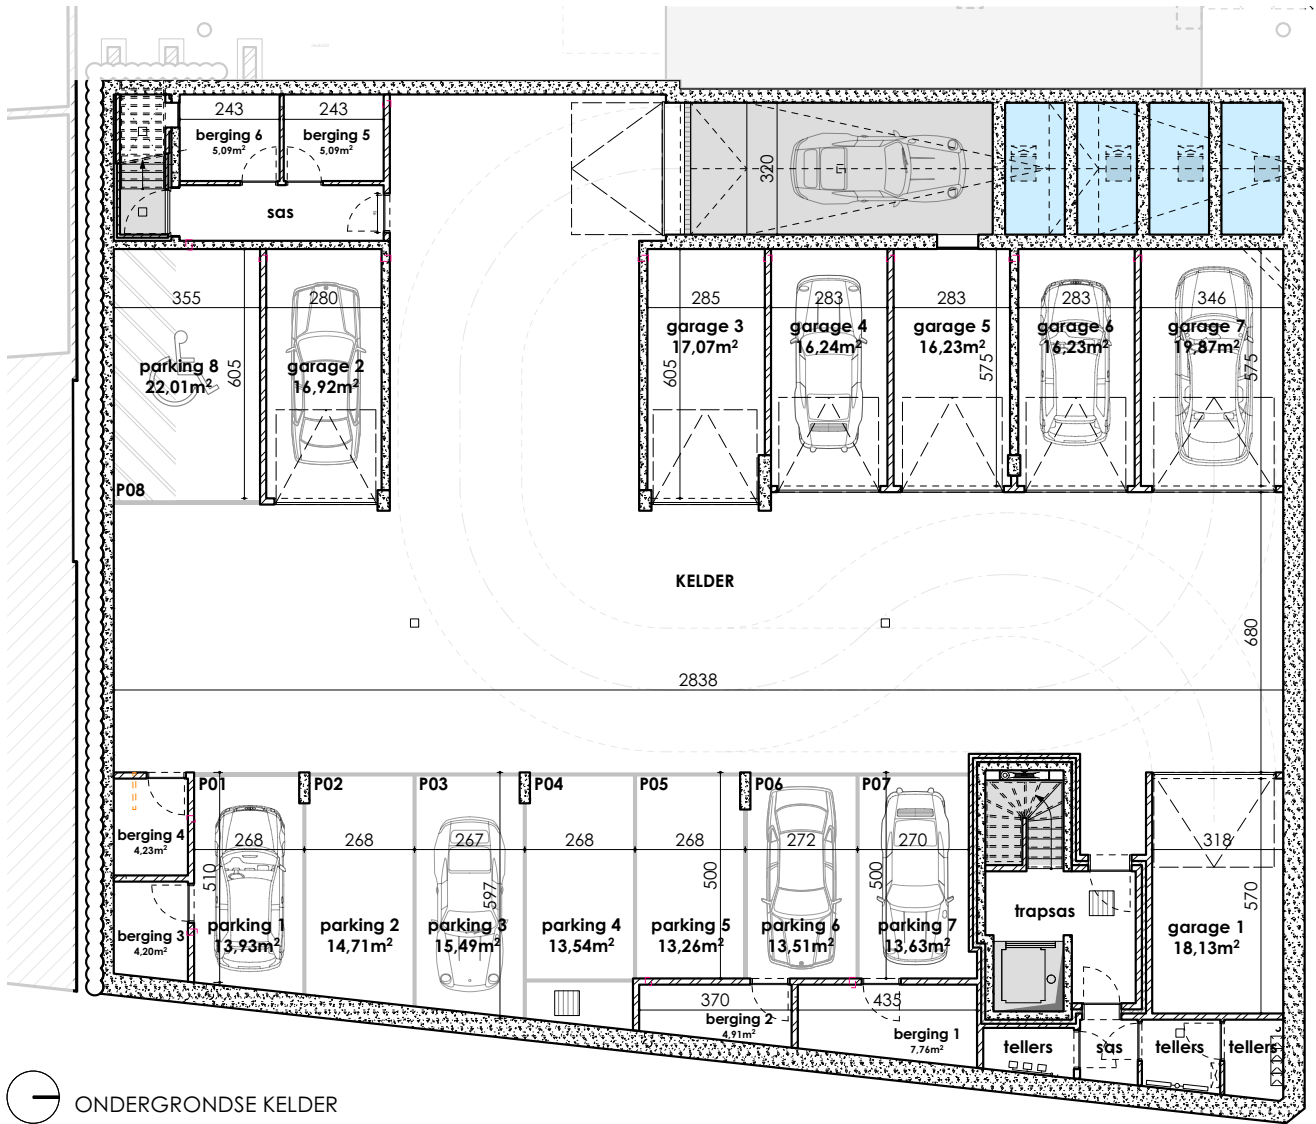 243
243
berging 6
5,09m²
berging 5
5,09m²
320
sas
355
280
285
283
283
283
346
garage 3
17,07m²
garage 4
16,24m²
garage 5
16,23m²
garage 6
16,23m²
garage 7
19,87m²
parking 8
22,01m²
605
garage 2
16,92m²
605
575
575
P08
KELDER
680
2838
P01
P02
P03
P04
P05
P06
P07
berging 4
4,23m²
268
268
267
268
268
272
270
318
510
597
500
500
570
berging 3
4,20m²
parking 1
13,93m²
parking 2
14,71m²
parking 3
15,49m²
parking 4
13,54m²
parking 5
13,26m²
parking 6
13,51m²
parking 7
13,63m²
trapsas
garage 1
18,13m²
370
435
berging 2
4,91m²
berging 1
7,76m²
tellers
sas
tellers
tellers
ONDERGRONDSE KELDER